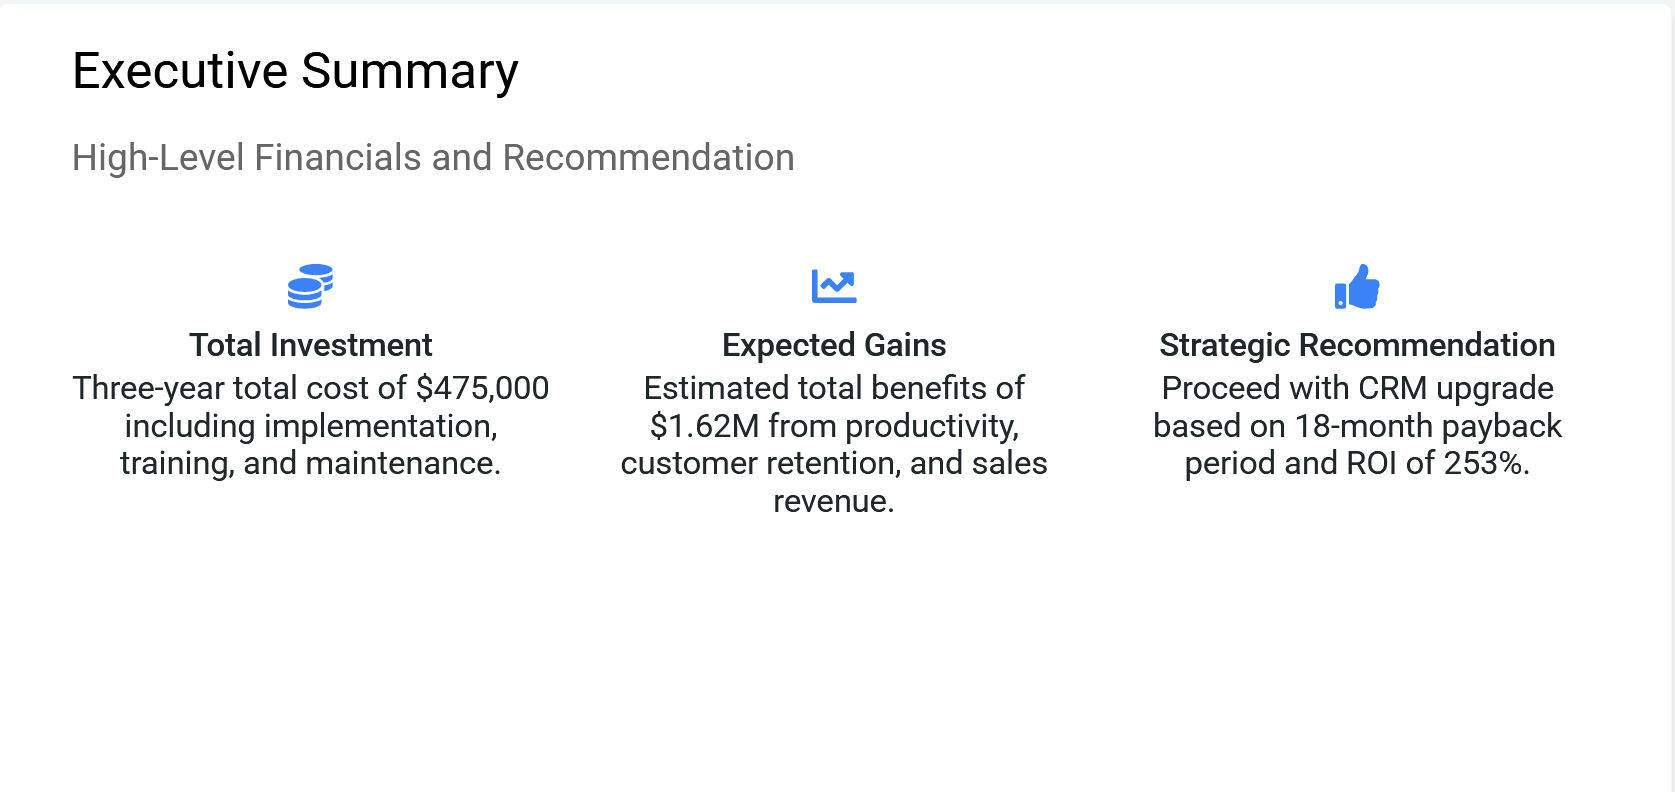 Executive Summary
High-Level Financials and Recommendation
Total Investment
Three-year total cost of $475,000
including implementation,
training, and maintenance.
Expected Gains
Estimated total benefits of
$1.62M from productivity,
customer retention, and sales
revenue.
Strategic Recommendation
Proceed with CRM upgrade
based on 18-month payback
period and ROI of 253%.